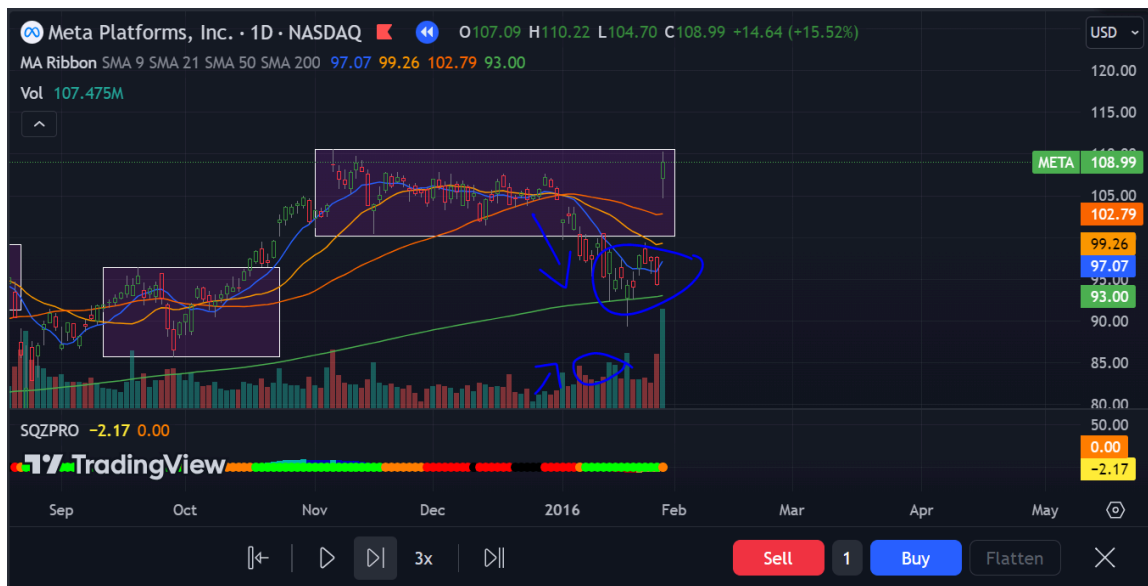 Meta Platforms, Inc. · 1D · NASDAQ O107.09 H110.22 L104.70 C108.99 +14.64 (+15.52%) USD
MA Ribbon SMA 9 SMA 21 SMA 50 SMA 200 97.07 99.26 102.79 93.00
Vol 107.475M
120.00
115.00
META 108.99
105.00
102.79
99.26
97.07
95.00
93.00
90.00
85.00
80.00
SQZPRO −2.17 0.00
50.00
0.00
−2.17
TradingView
Sep Oct Nov Dec 2016 Feb Mar Apr May
3x Sell 1 Buy Flatten